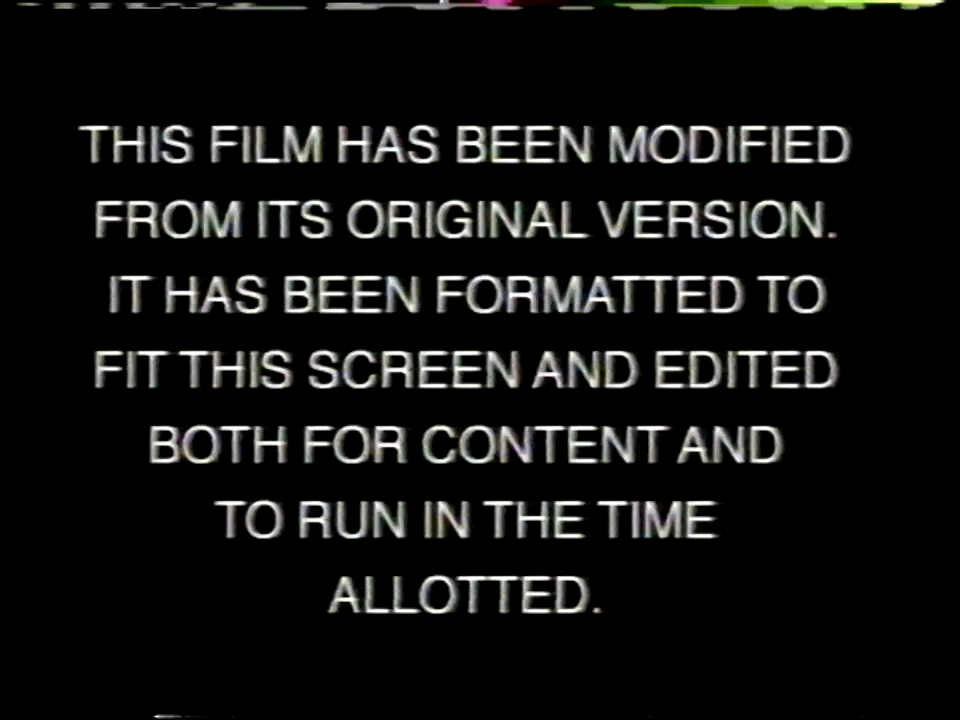 THIS FILM HAS BEEN MODIFIED
FROM ITS ORIGINAL VERSION.
IT HAS BEEN FORMATTED TO
FIT THIS SCREEN AND EDITED
BOTH FOR CONTENT AND
TO RUN IN THE TIME
ALLOTTED.